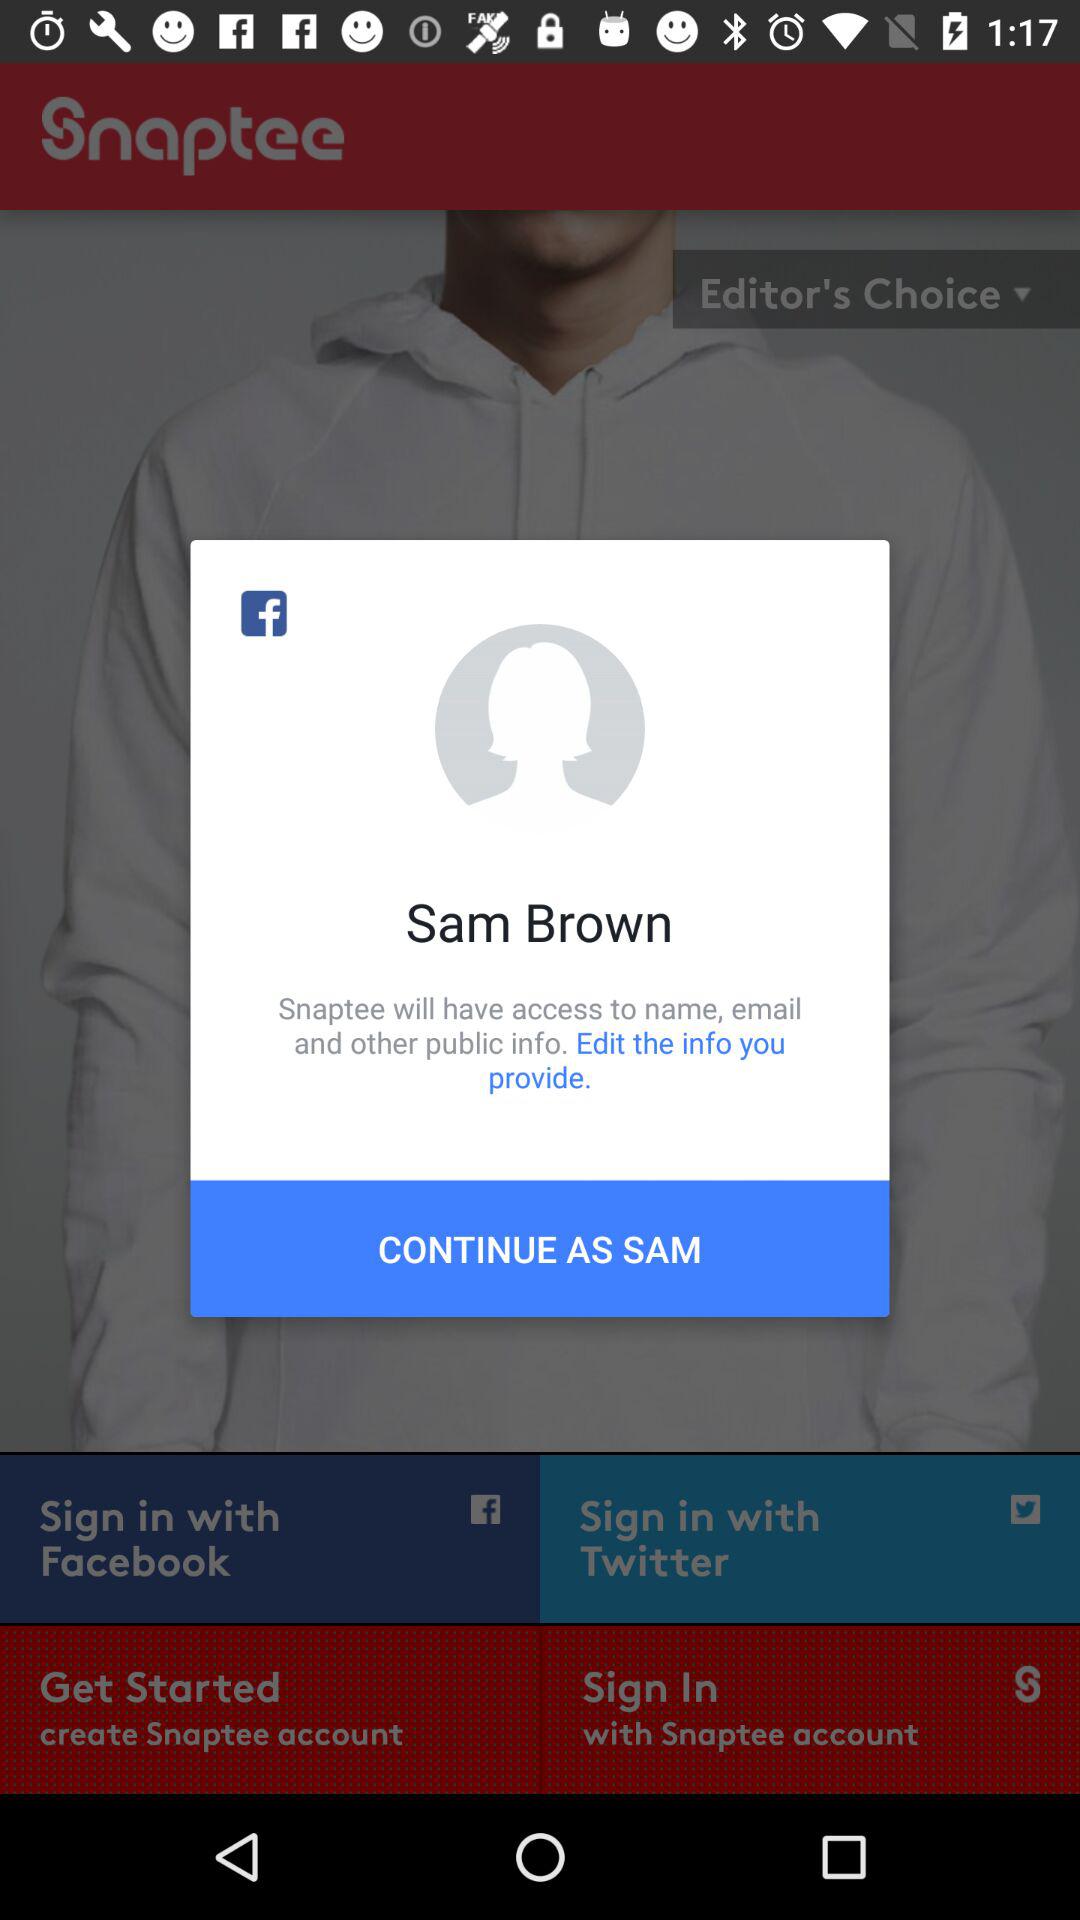 FAKE
1:17
Snaptee
Editor's Choice
Sam Brown
Snaptee will have access to name, email
and other public info. Edit the info you
provide.
CONTINUE AS SAM
Sign in with
Facebook
Sign in with
Twitter
Get Started
create Snaptee account
Sign In
with Snaptee account